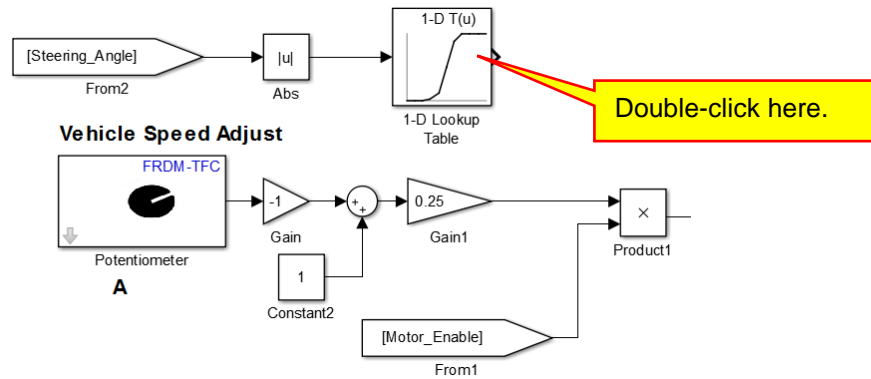 1-D T(u)
[Steering_Angle]
|u|
From2
Abs
1-D Lookup
Table
Double-click here.
Vehicle Speed Adjust
FRDM-TFC
-1
+
+
0.25
×
Potentiometer
Gain
Gain1
Product1
A
1
Constant2
[Motor_Enable]
From1